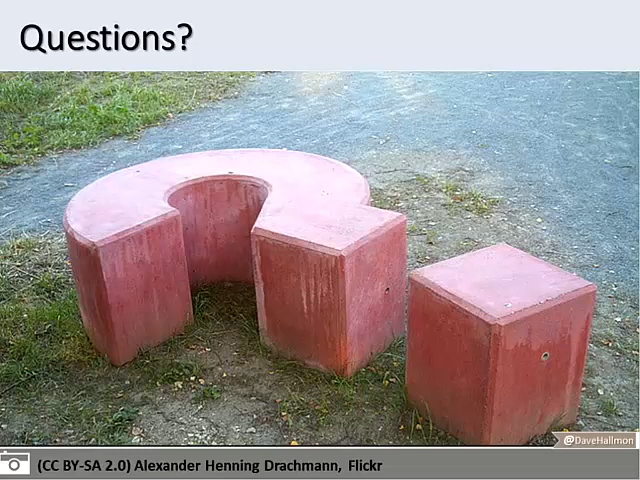 Questions?
@DaveHallmon
(CC BY-SA 2.0) Alexander Henning Drachmann, Flickr